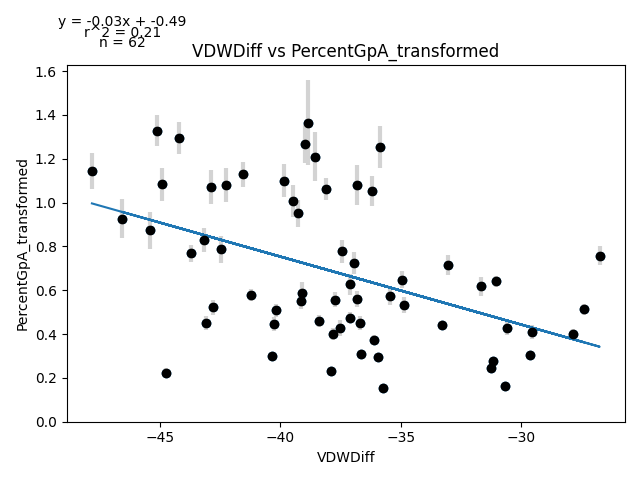 y = -0.03x + -0.49
r^2 = 0.21
n = 62
VDWDiff vs PercentGpA_transformed
1.6
1.4
1.2
1.0
0.8
0.6
0.4
0.2
0.0
PercentGpA_transformed
−45
−40
−35
−30
VDWDiff